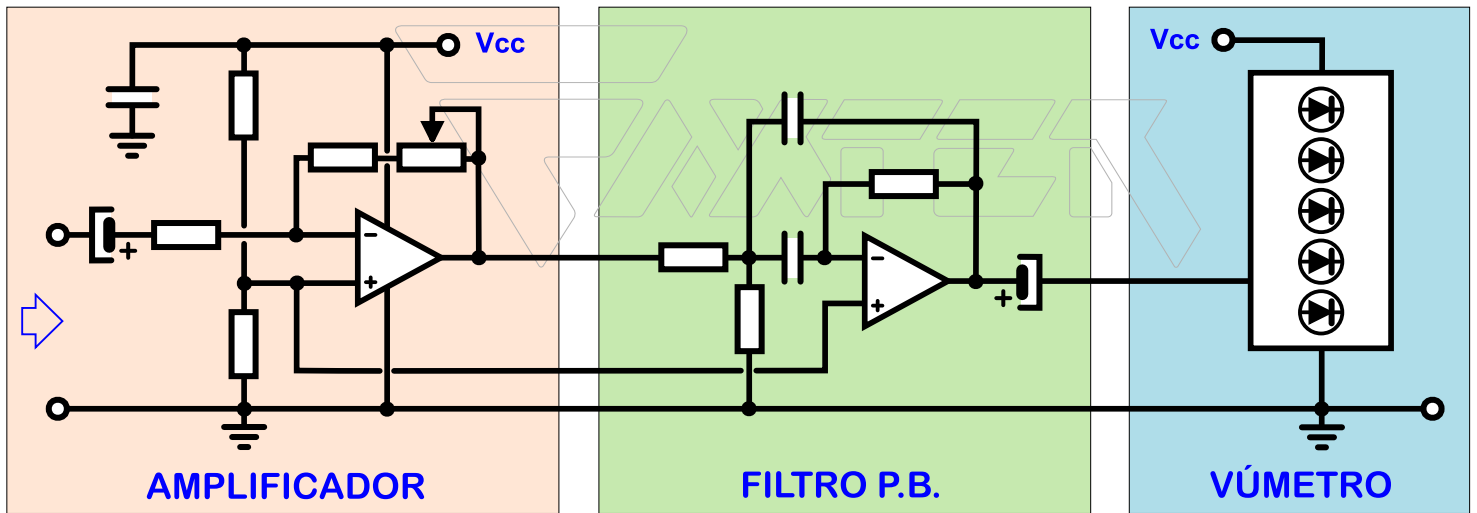 Vcc
Vcc
AMPLIFICADOR
FILTRO P.B.
VÚMETRO